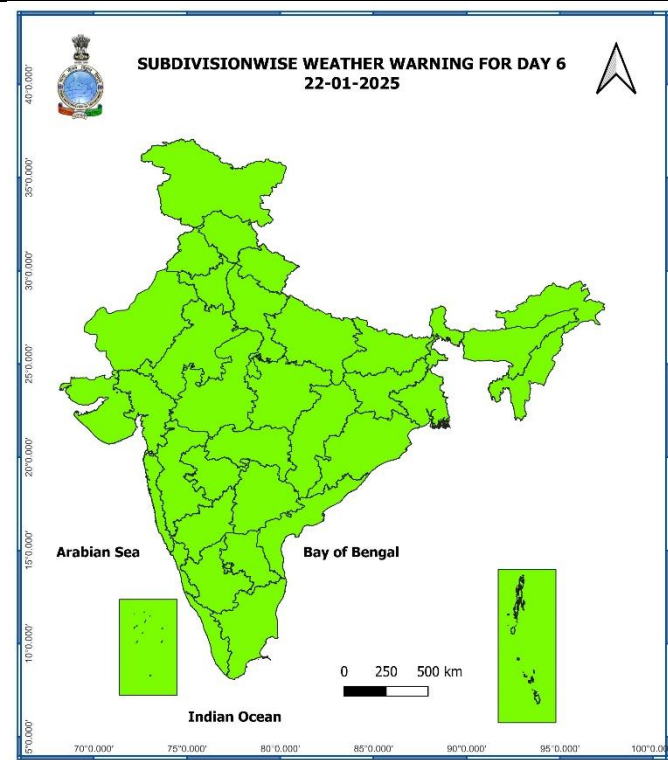 SUBDIVISIONWISE WEATHER WARNING FOR DAY 6
22-01-2025
40°0.000'
35°0.000'
30°0.000'
25°0.000'
20°0.000'
15°0.000'
10°0.000'
5°0.000'
Arabian Sea
Bay of Bengal
0 250 500 km
Indian Ocean
70°0.000' 75°0.000' 80°0.000' 85°0.000' 90°0.000' 95°0.000'